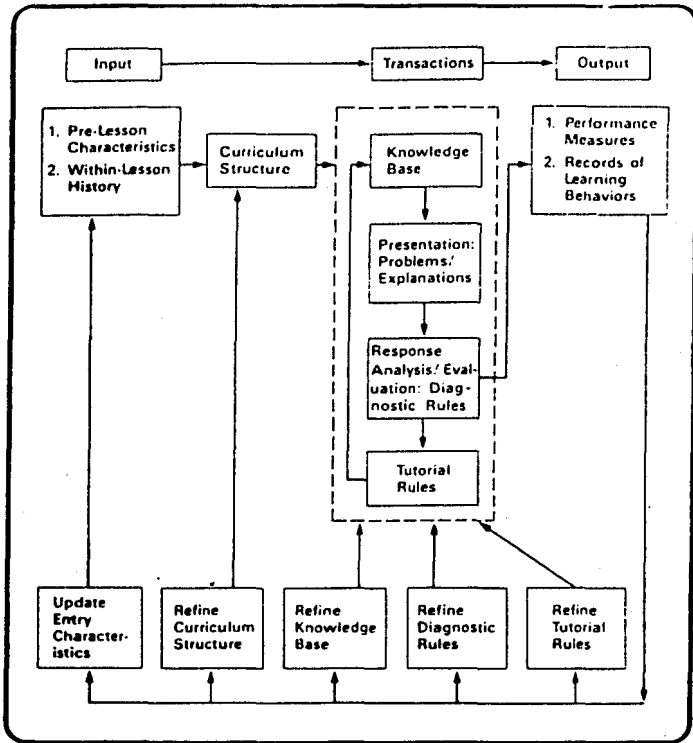 Input
Transactions
Output
1. Pre-Lesson
Characteristics
2. Within-Lesson
History
Curriculum
Structure
Knowledge
Base
Presentation:
Problems/
Explanations
Response
Analysis/Eval-
uation: Diag-
nostic Rules
Tutorial
Rules
1. Performance
Measures
2. Records of
Learning
Behaviors
Update
Entry
Character-
istics
Refine
Curriculum
Structure
Refine
Knowledge
Base
Refine
Diagnostic
Rules
Refine
Tutorial
Rules